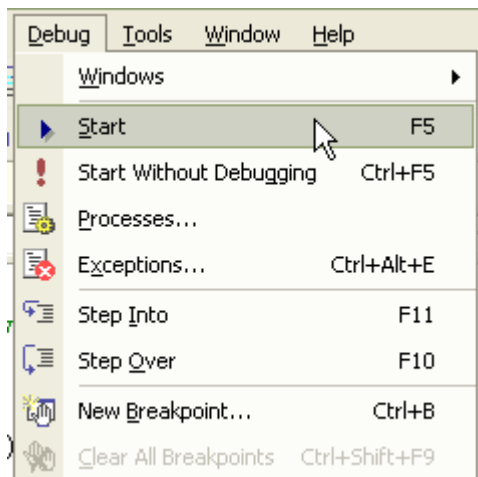 Debug Tools Window Help
Windows
Start F5
Start Without Debugging Ctrl+F5
Processes...
Exceptions... Ctrl+Alt+E
Step Into F11
Step Over F10
New Breakpoint... Ctrl+B
Clear All Breakpoints Ctrl+Shift+F9